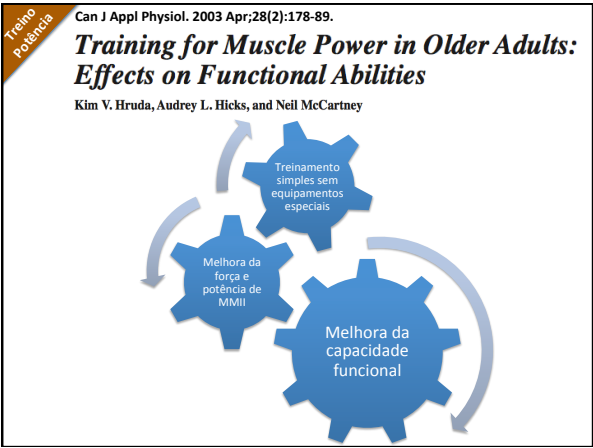 Treino
Potência
Can J Appl Physiol. 2003 Apr;28(2):178-89.
Training for Muscle Power in Older Adults:
Effects on Functional Abilities
Kim V. Hruda, Audrey L. Hicks, and Neil McCartney
Treinamento
simples sem
equipamentos
especiais
Melhora da
força e
potência de
MMII
Melhora da
capacidade
funcional